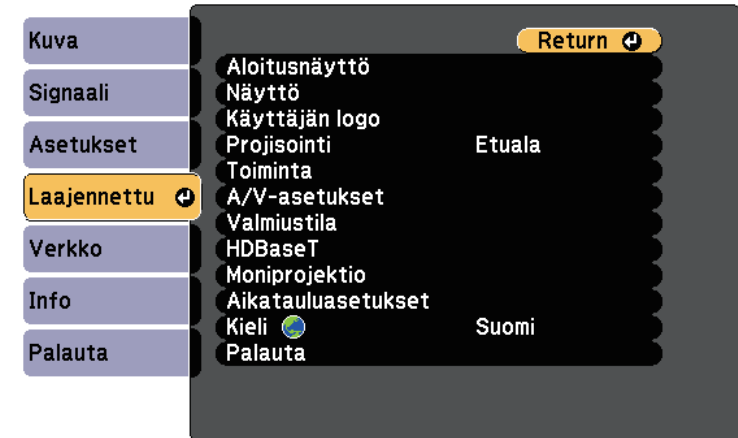 Kuva
Signaali
Asetukset
Laajennettu
Verkko
Info
Palauta
Return
Aloitusnäyttö
Näyttö
Käyttäjän logo
Projisointi Etuala
Toiminta
A/V-asetukset
Valmiustila
HDBaseT
Moniprojektio
Aikatauluasetukset
Kieli Suomi
Palauta